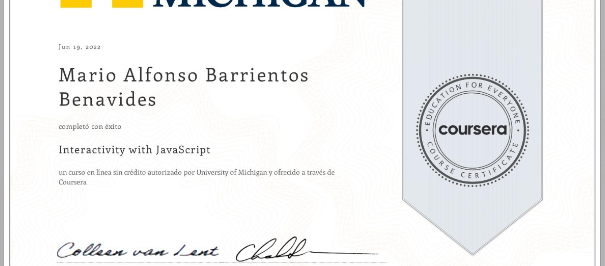 MICHIGAN
Jun 19, 2022
Mario Alfonso Barrientos
Benavides
completó con éxito
Interactivity with JavaScript
un curso en línea sin crédito autorizado por University of Michigan y ofrecido a través de
Coursera
EDUCATION FOR EVERYONE
coursera
COURSE CERTIFICATE
Colleen van Lent